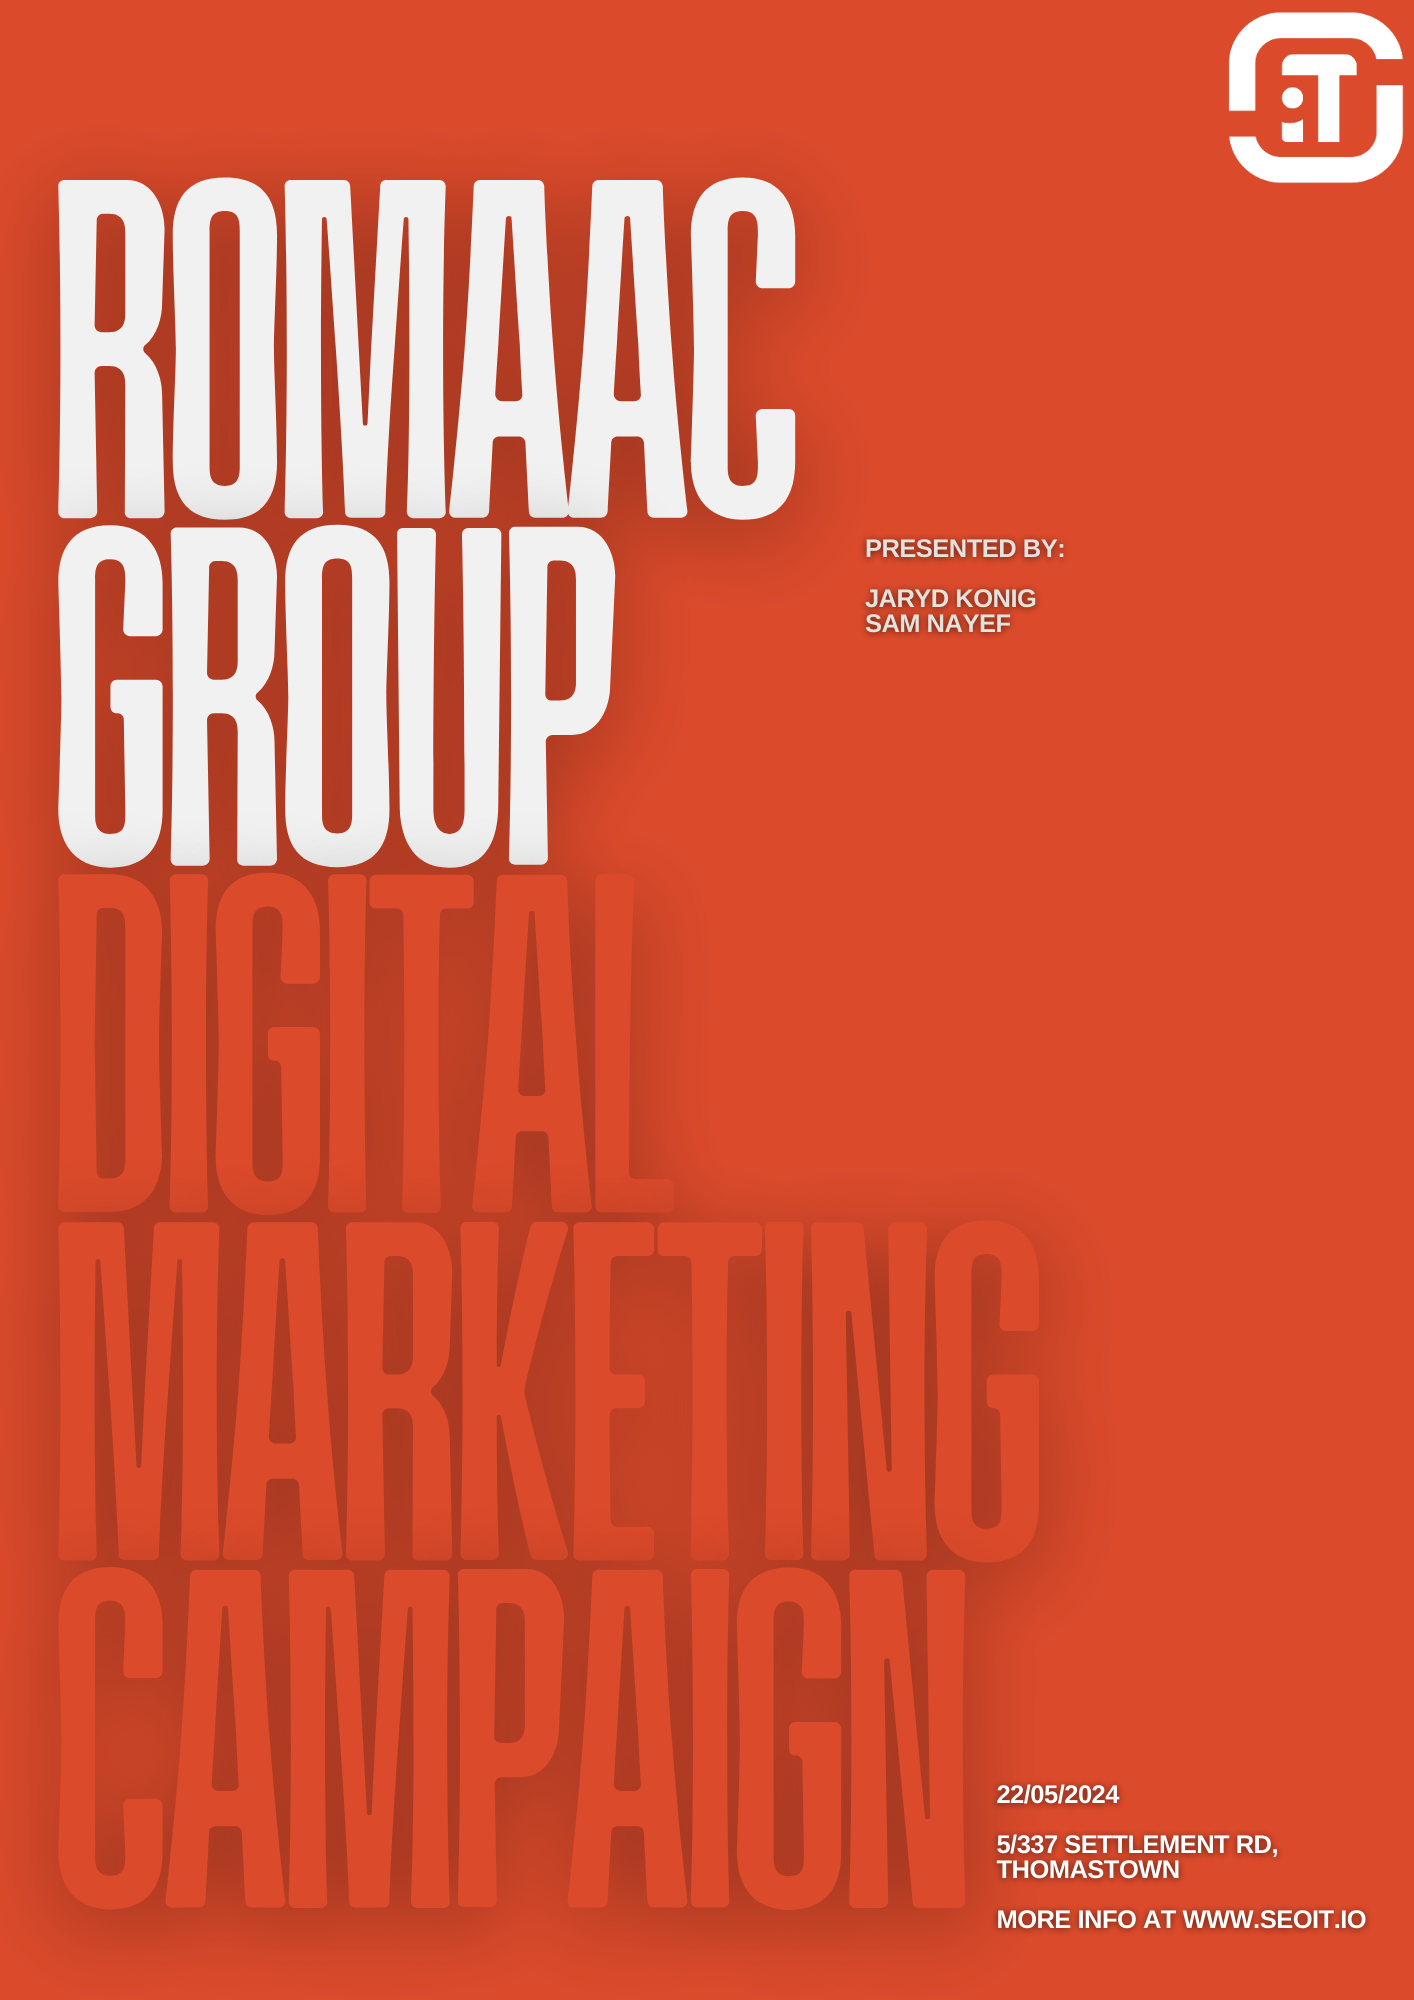 iT
ROMAAC
GROUP
PRESENTED BY:
JARYD KONIG
SAM NAYEF
DIGITAL
MARKETING
CAMPAIGN
22/05/2024
5/337 SETTLEMENT RD,
THOMASTOWN
MORE INFO AT WWW.SEOIT.IO